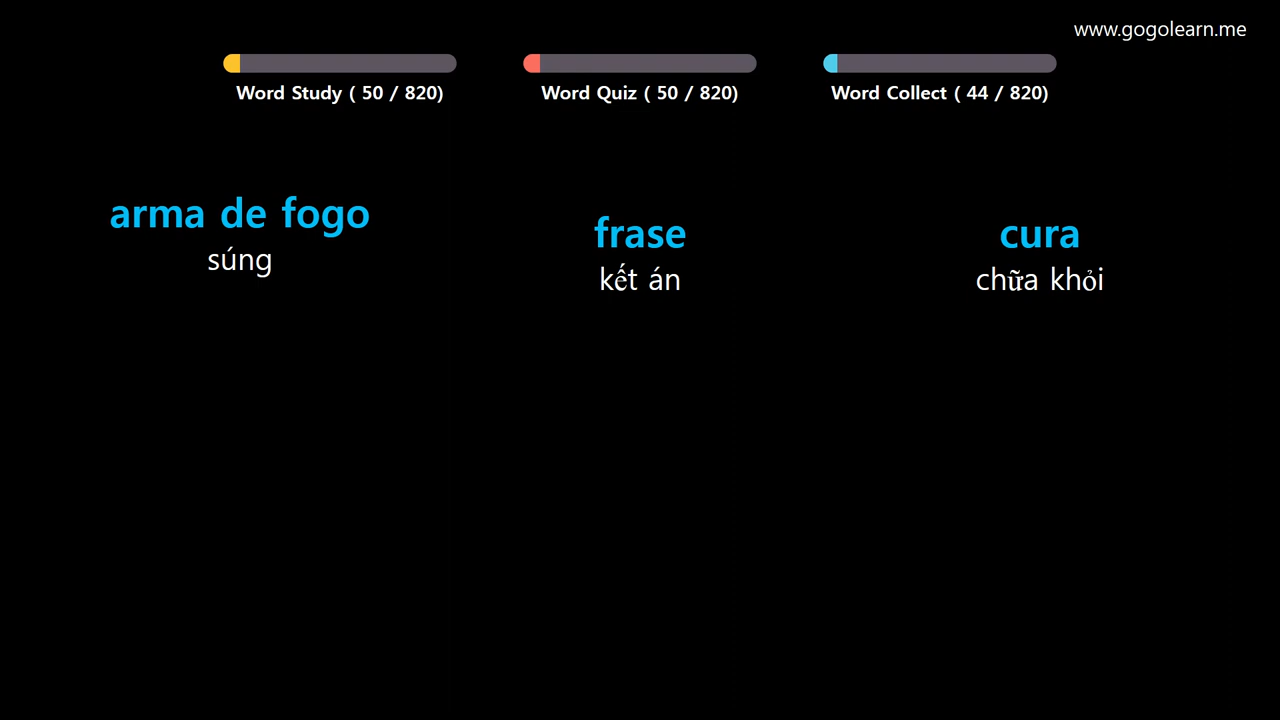 www.gogolearn.me
Word Study ( 50 / 820)
Word Quiz ( 50 / 820)
Word Collect ( 44 / 820)
arma de fogo
súng
frase
kết án
cura
chữa khỏi